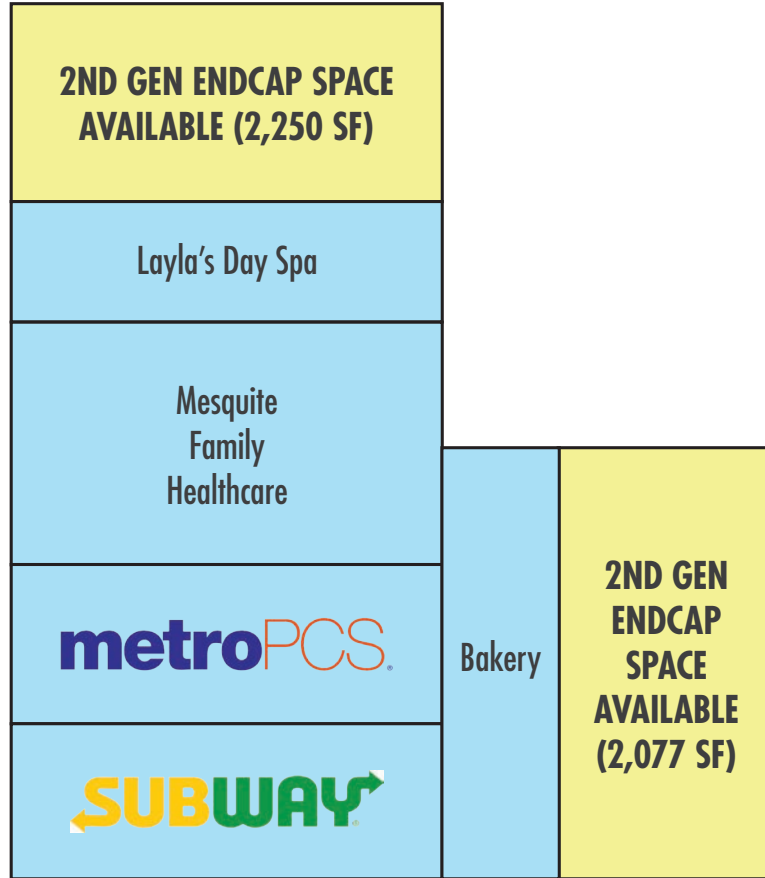 2ND GEN ENDCAP SPACE
AVAILABLE (2,250 SF)
Layla's Day Spa
Mesquite
Family
Healthcare
metroPCS.
SUBWAY
Bakery
2ND GEN
ENDCAP
SPACE
AVAILABLE
(2,077 SF)